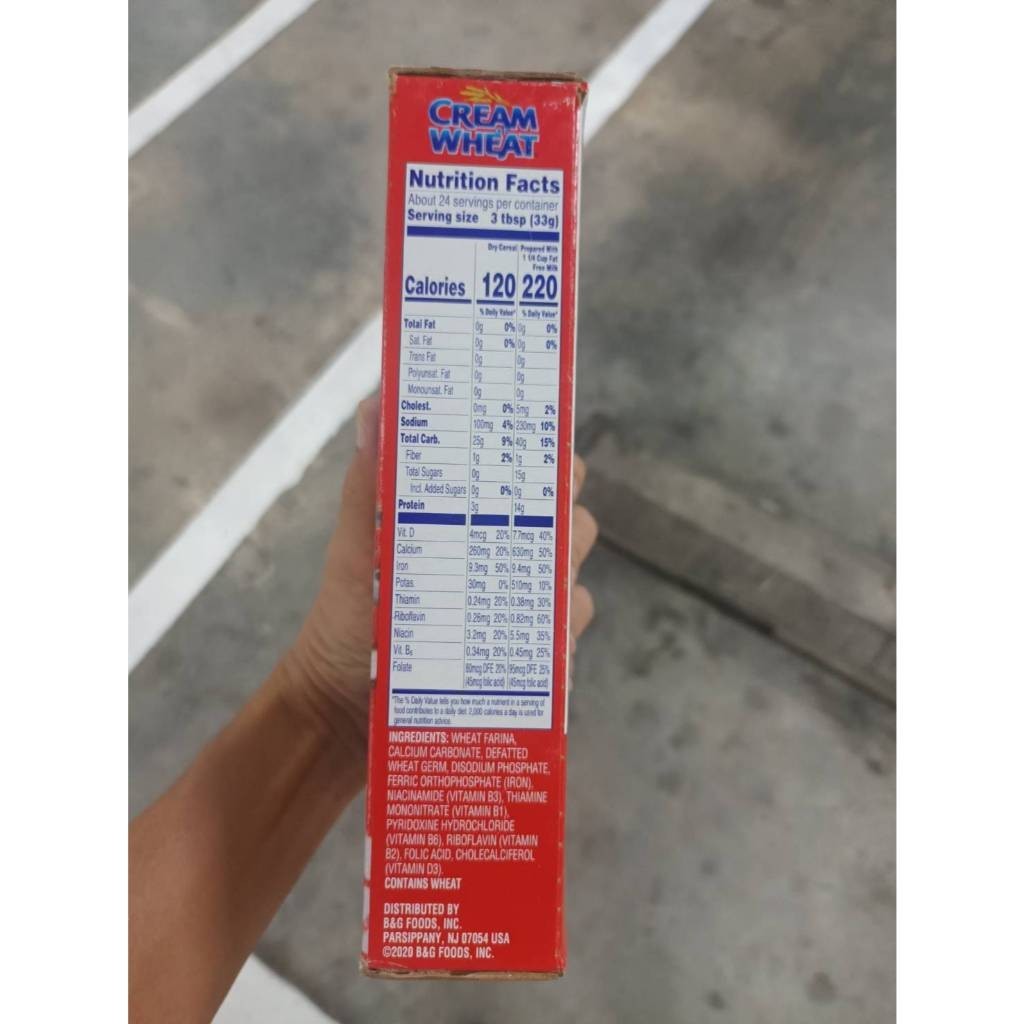 CREAM
of
WHEAT
Nutrition Facts
About 24 servings per container
Serving size 3 tbsp (33g)
Dry Cereal Prepared With
1 1/4 Cup Fat
Free Milk
Calories 120 220
% Daily Value* % Daily Value*
Total Fat 0g 0% 0g 0%
Sat. Fat 0g 0% 0g 0%
Trans Fat 0g 0g
Polyunsat. Fat 0g 0g
Monounsat. Fat 0g 0g
Cholest. 0mg 0% 5mg 2%
Sodium 100mg 4% 230mg 10%
Total Carb. 25g 9% 40g 15%
Fiber 1g 2% 1g 2%
Total Sugars 0g 15g
Incl. Added Sugars 0g 0% 0g 0%
Protein 3g 14g
Vit. D 4mcg 20% 7.7mcg 40%
Calcium 260mg 20% 630mg 50%
Iron 9.3mg 50% 9.4mg 50%
Potas. 30mg 0% 510mg 10%
Thiamin 0.24mg 20% 0.38mg 30%
Riboflavin 0.26mg 20% 0.82mg 60%
Niacin 3.2mg 20% 5.5mg 35%
Vit. B6 0.34mg 20% 0.45mg 25%
Folate 80mcg DFE 20% 95mcg DFE 25%
(45mcg folic acid) (45mcg folic acid)
*The % Daily Value tells you how much a nutrient in a serving of
food contributes to a daily diet. 2,000 calories a day is used for
general nutrition advice.
INGREDIENTS: WHEAT FARINA,
CALCIUM CARBONATE, DEFATTED
WHEAT GERM, DISODIUM PHOSPHATE,
FERRIC ORTHOPHOSPHATE (IRON),
NIACINAMIDE (VITAMIN B3), THIAMINE
MONONITRATE (VITAMIN B1),
PYRIDOXINE HYDROCHLORIDE
(VITAMIN B6), RIBOFLAVIN (VITAMIN
B2), FOLIC ACID, CHOLECALCIFEROL
(VITAMIN D3).
CONTAINS WHEAT
DISTRIBUTED BY
B&G FOODS, INC.
PARSIPPANY, NJ 07054 USA
©2020 B&G FOODS, INC.